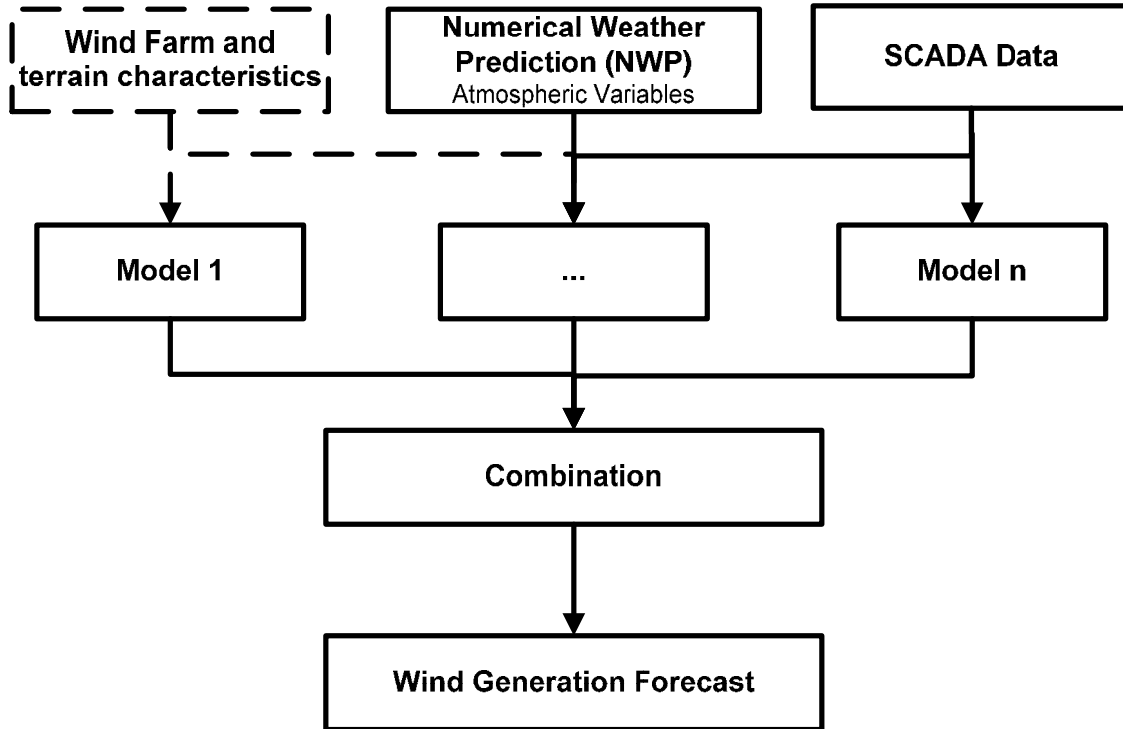 Wind Farm and
terrain characteristics
Numerical Weather
Prediction (NWP)
Atmospheric Variables
SCADA Data
Model 1
...
Model n
Combination
Wind Generation Forecast